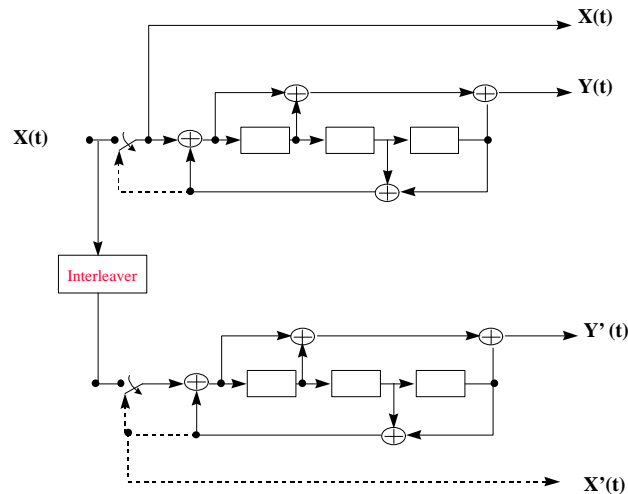 X(t)
Y(t)
X(t)
Interleaver
Y’ (t)
X’(t)